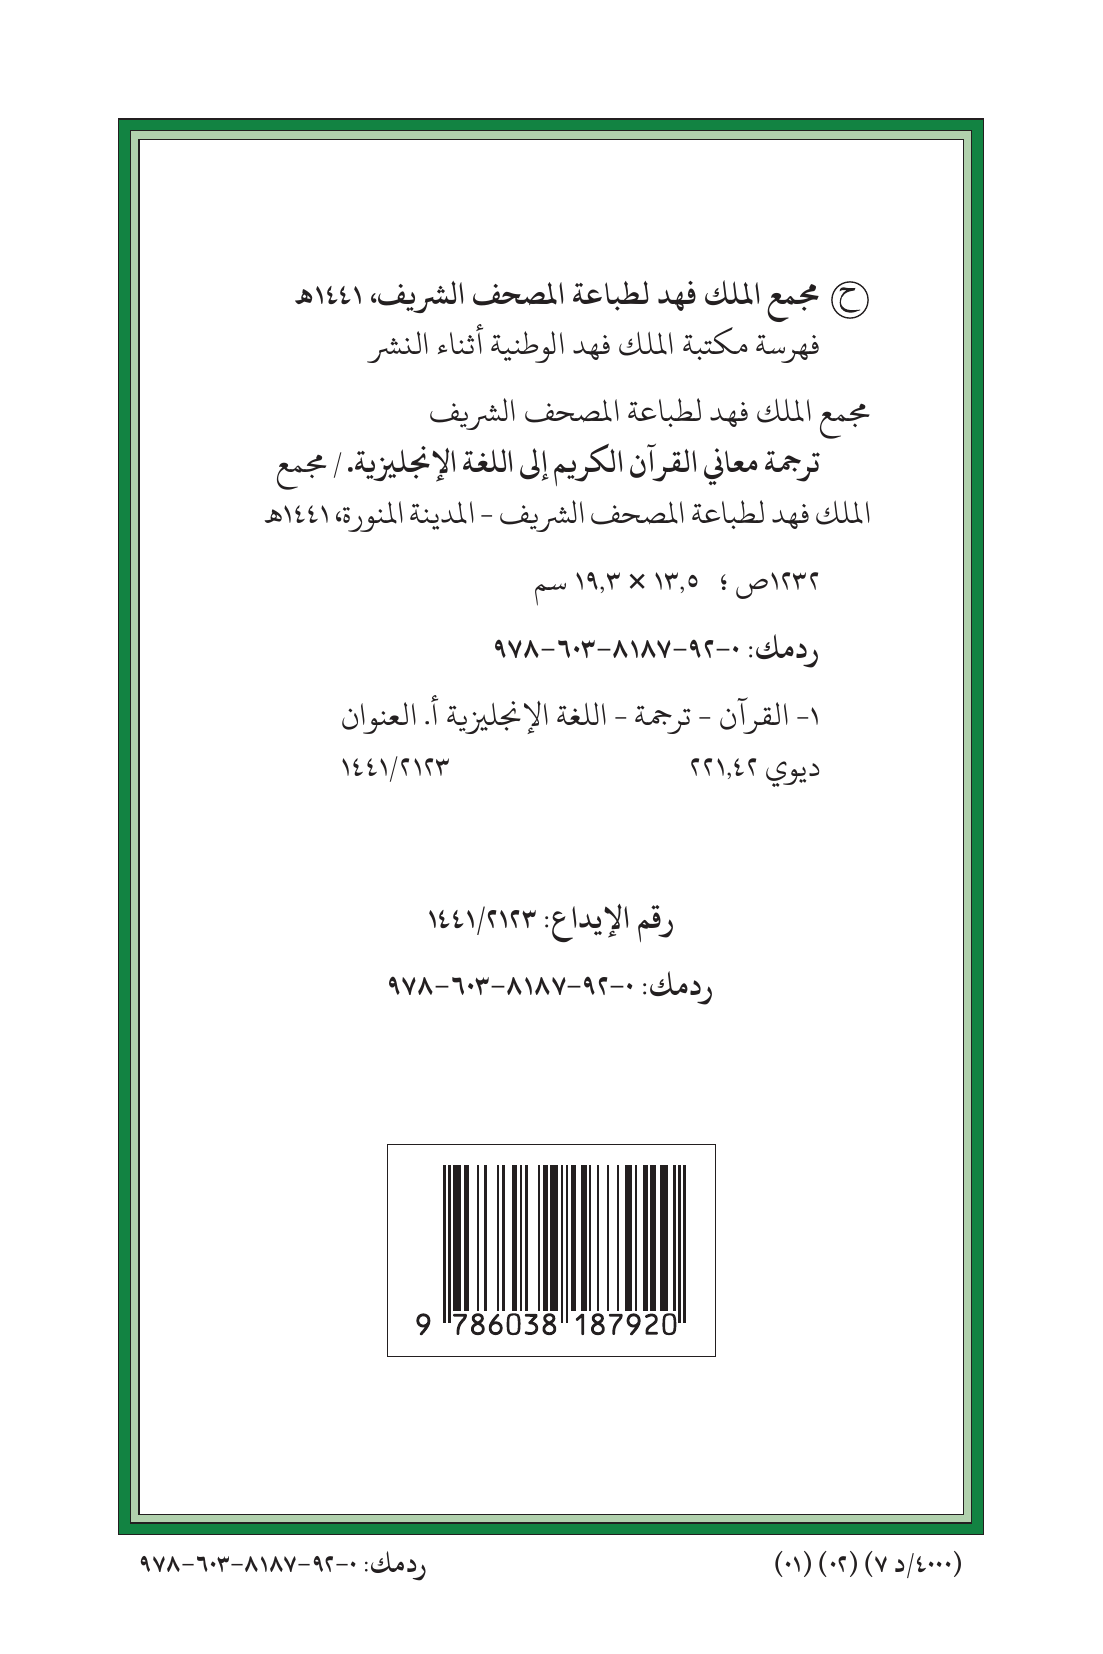 ح مجمع الملك فهد لطباعة المصحف الشريف، ١٤٤١هـ
فهرسة مكتبة الملك فهد الوطنية أثناء النشر
مجمع الملك فهد لطباعة المصحف الشريف
ترجمة معاني القرآن الكريم إلى اللغة الإنجليزية. / مجمع
الملك فهد لطباعة المصحف الشريف – المدينة المنورة، ١٤٤١هـ
١٢٣٢ص ؛ ١٣,٥ × ١٩,٣ سم
ردمك: ٠-٩٢-٨١٨٧-٦٠٣-٩٧٨
١- القرآن – ترجمة – اللغة الإنجليزية أ. العنوان
ديوي ٢٢١,٤٢ ١٤٤١/٢١٢٣
رقم الإيداع: ١٤٤١/٢١٢٣
ردمك: ٠-٩٢-٨١٨٧-٦٠٣-٩٧٨
9 786038 187920
(٤٠٠٠/د ٧) (٠٢) (٠١) ردمك: ٠-٩٢-٨١٨٧-٦٠٣-٩٧٨